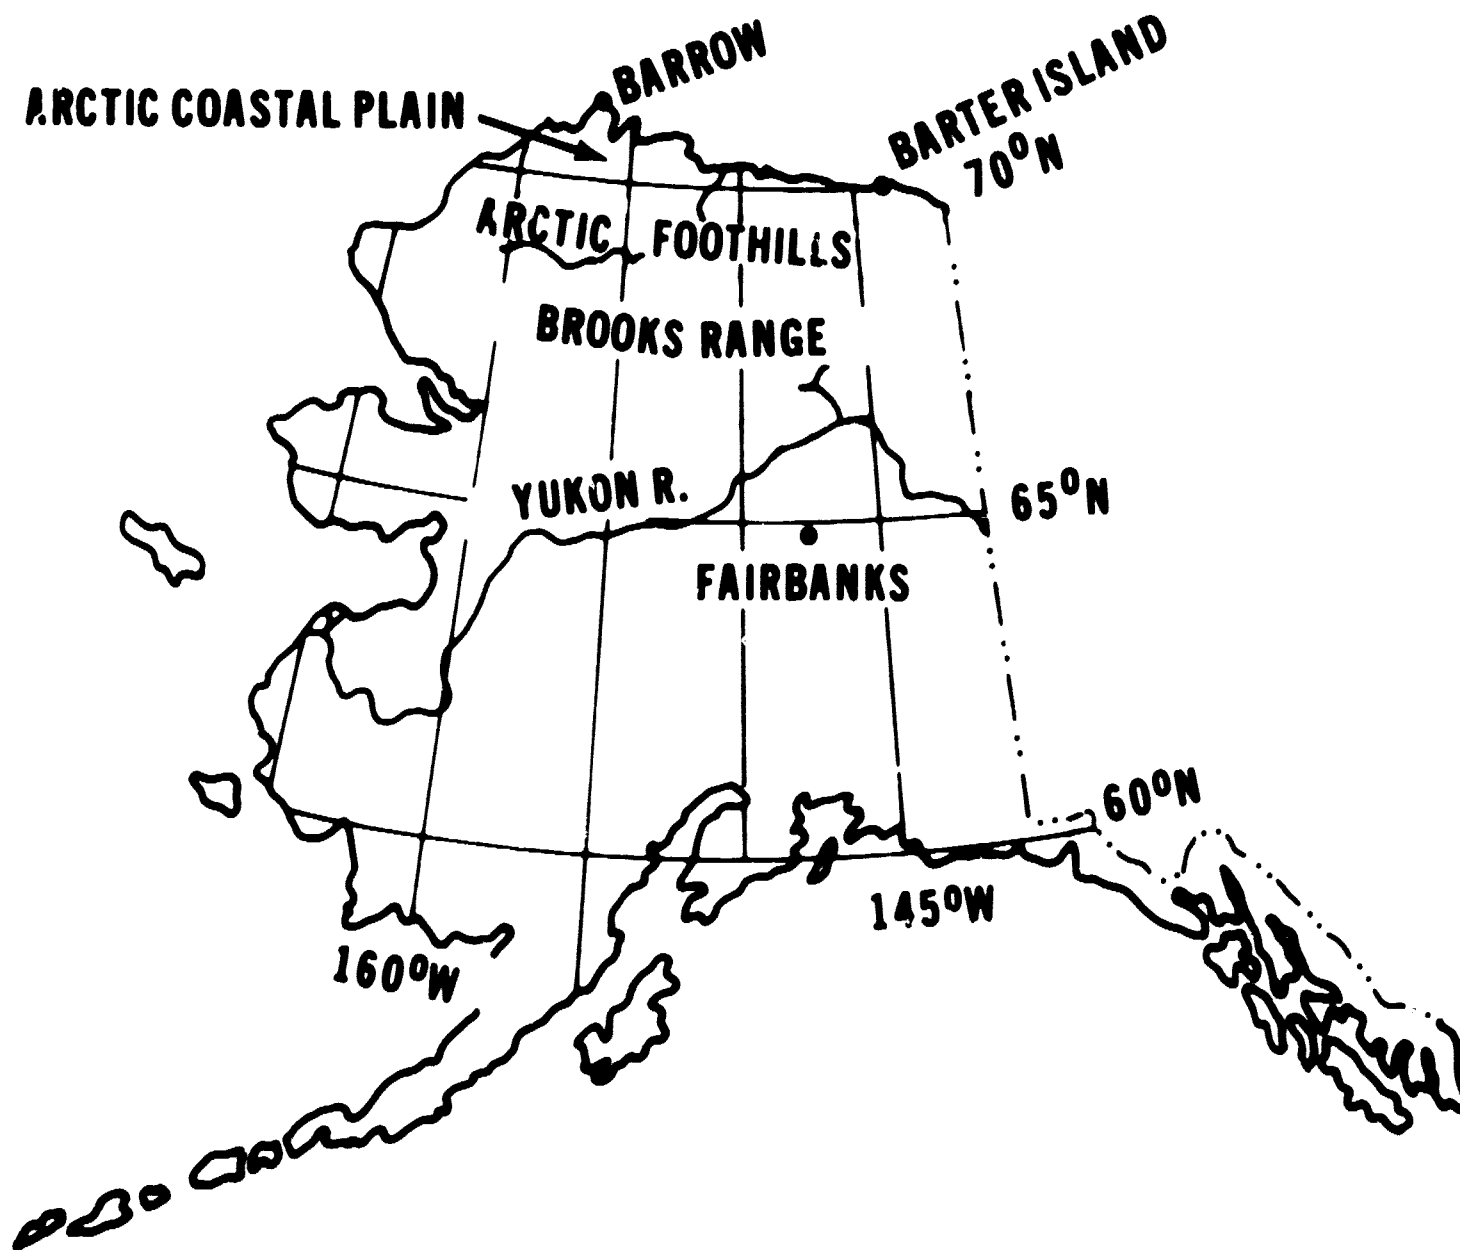 BARROW
ARCTIC COASTAL PLAIN
BARTER ISLAND
70°N
ARCTIC FOOTHILLS
BROOKS RANGE
YUKON R.
65°N
FAIRBANKS
60°N
145°W
160°W